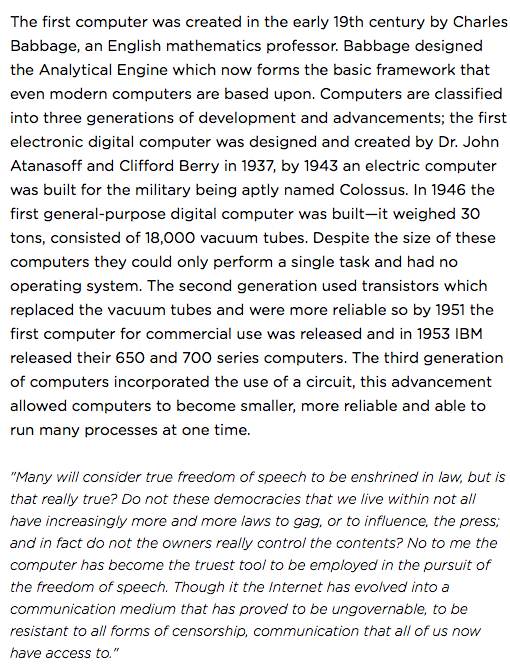 The first computer was created in the early 19th century by Charles
Babbage, an English mathematics professor. Babbage designed
the Analytical Engine which now forms the basic framework that
even modern computers are based upon. Computers are classified
into three generations of development and advancements; the first
electronic digital computer was designed and created by Dr. John
Atanasoff and Clifford Berry in 1937, by 1943 an electric computer
was built for the military being aptly named Colossus. In 1946 the
first general-purpose digital computer was built—it weighed 30
tons, consisted of 18,000 vacuum tubes. Despite the size of these
computers they could only perform a single task and had no
operating system. The second generation used transistors which
replaced the vacuum tubes and were more reliable so by 1951 the
first computer for commercial use was released and in 1953 IBM
released their 650 and 700 series computers. The third generation
of computers incorporated the use of a circuit, this advancement
allowed computers to become smaller, more reliable and able to
run many processes at one time.
"Many will consider true freedom of speech to be enshrined in law, but is
that really true? Do not these democracies that we live within not all
have increasingly more and more laws to gag, or to influence, the press;
and in fact do not the owners really control the contents? No to me the
computer has become the truest tool to be employed in the pursuit of
the freedom of speech. Though it the Internet has evolved into a
communication medium that has proved to be ungovernable, to be
resistant to all forms of censorship, communication that all of us now
have access to."